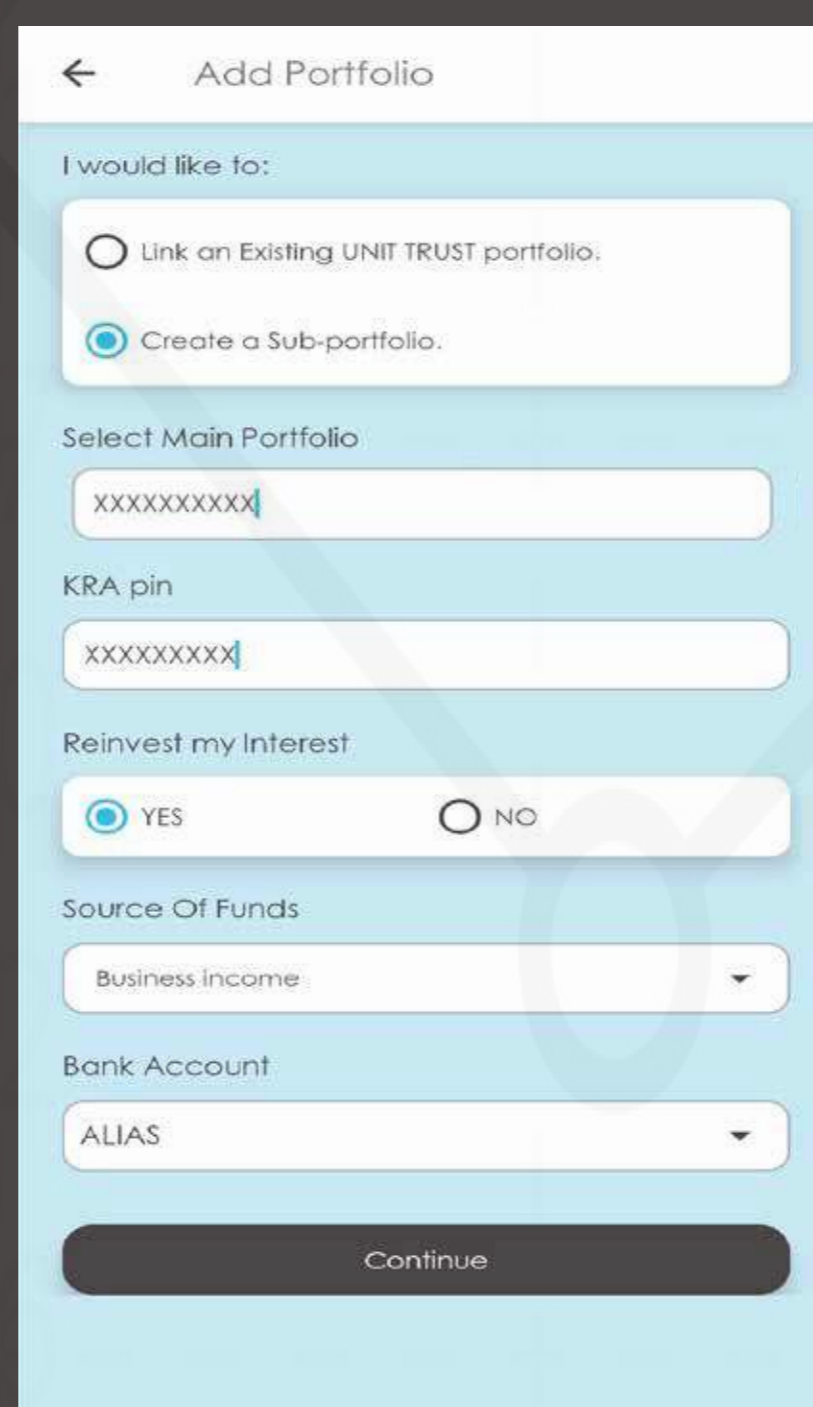 Add Portfolio
I would like to:
Link an Existing UNIT TRUST portfolio.
Create a Sub-portfolio.
Select Main Portfolio
XXXXXXXXXX
KRA pin
XXXXXXXXX
Reinvest my Interest
YES NO
Source Of Funds
Business income
Bank Account
ALIAS
Continue